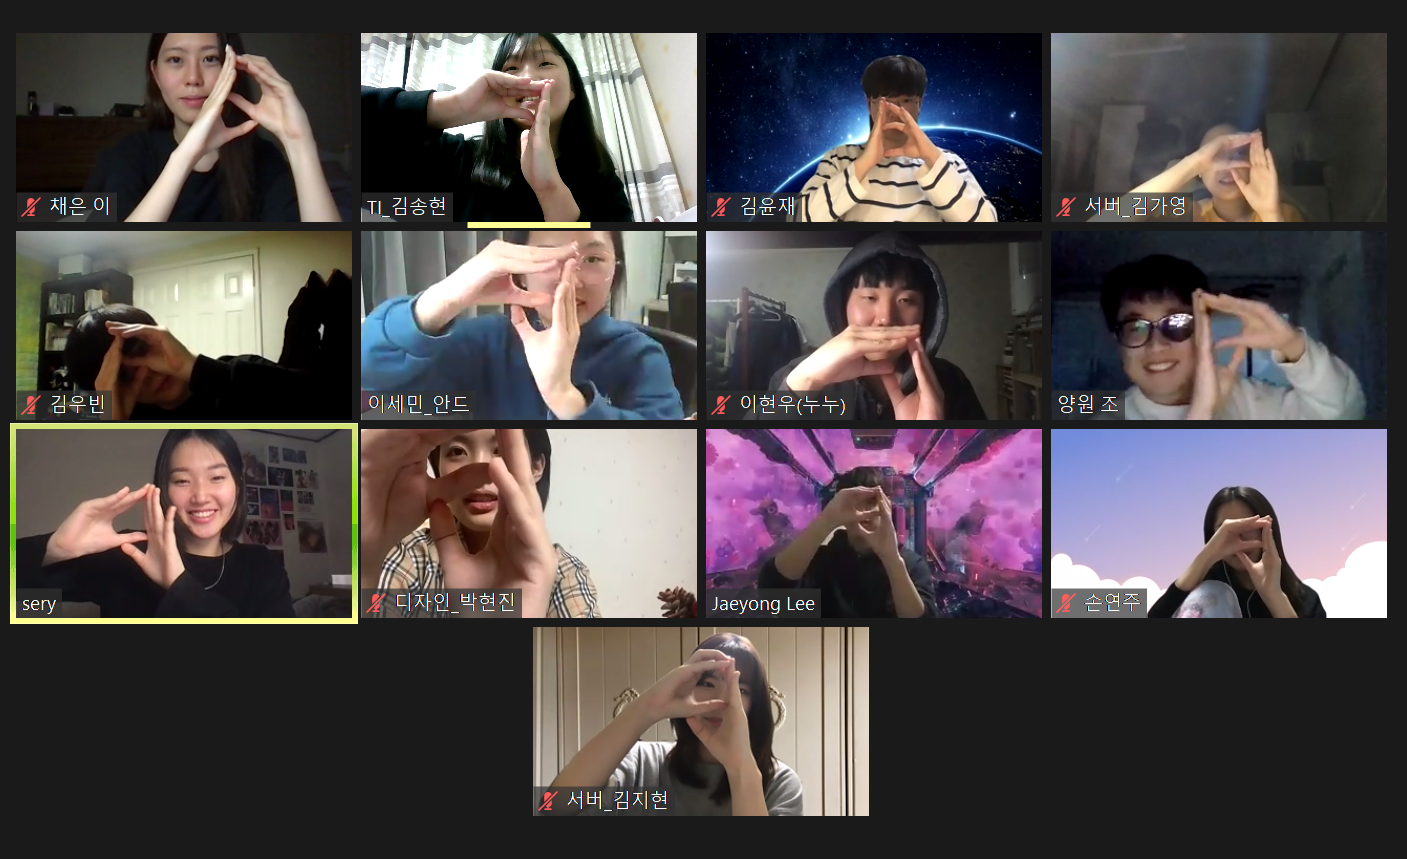 채은 이
TI_김송현
김윤재
서버_김가영
김우빈
이세민_안드
이현우(누누)
양원 조
sery
디자인_박현진
Jaeyong Lee
손연주
서버_김지현